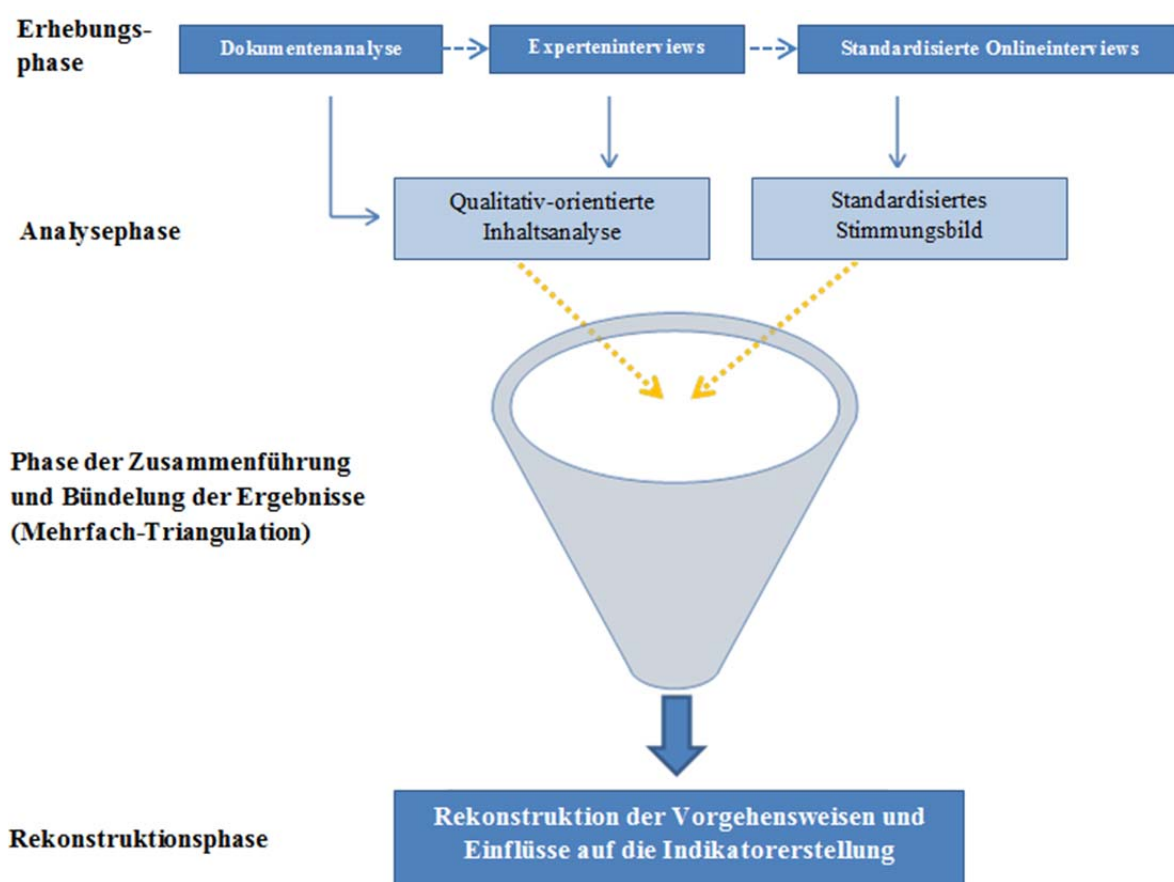 Erhebungs-
phase
Dokumentenanalyse
Experteninterviews
Standardisierte Onlineinterviews
Analysephase
Qualitativ-orientierte
Inhaltsanalyse
Standardisiertes
Stimmungsbild
Phase der Zusammenführung
und Bündelung der Ergebnisse
(Mehrfach-Triangulation)
Rekonstruktionsphase
Rekonstruktion der Vorgehensweisen und
Einflüsse auf die Indikatorerstellung